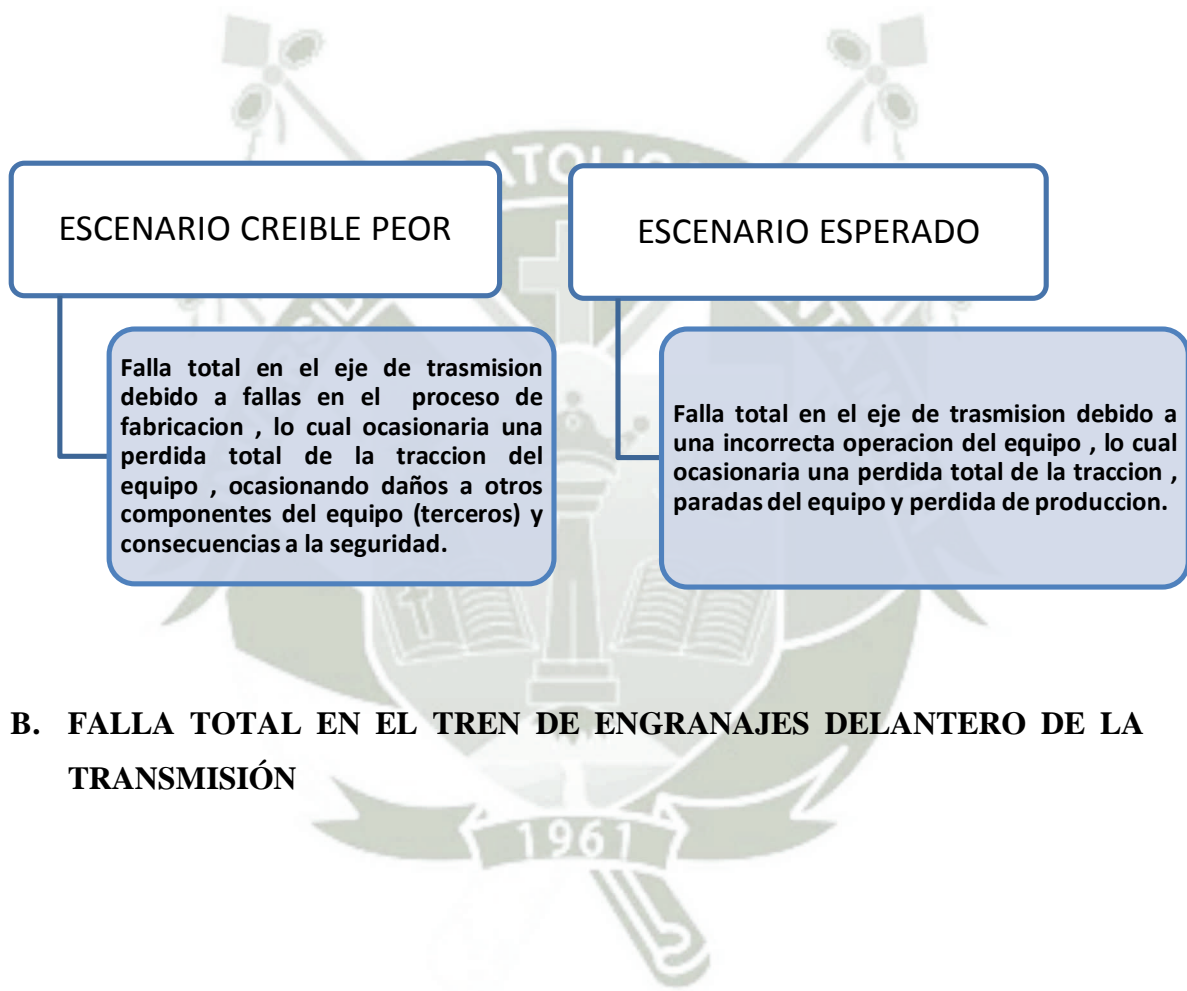 ESCENARIO CREIBLE PEOR
Falla total en el eje de trasmision
debido a fallas en el proceso de
fabricacion , lo cual ocasionaria una
perdida total de la traccion del
equipo , ocasionando daños a otros
componentes del equipo (terceros) y
consecuencias a la seguridad.
ESCENARIO ESPERADO
Falla total en el eje de trasmision debido a
una incorrecta operacion del equipo , lo cual
ocasionaria una perdida total de la traccion ,
paradas del equipo y perdida de produccion.
B. FALLA TOTAL EN EL TREN DE ENGRANAJES DELANTERO DE LA
TRANSMISIÓN
1961